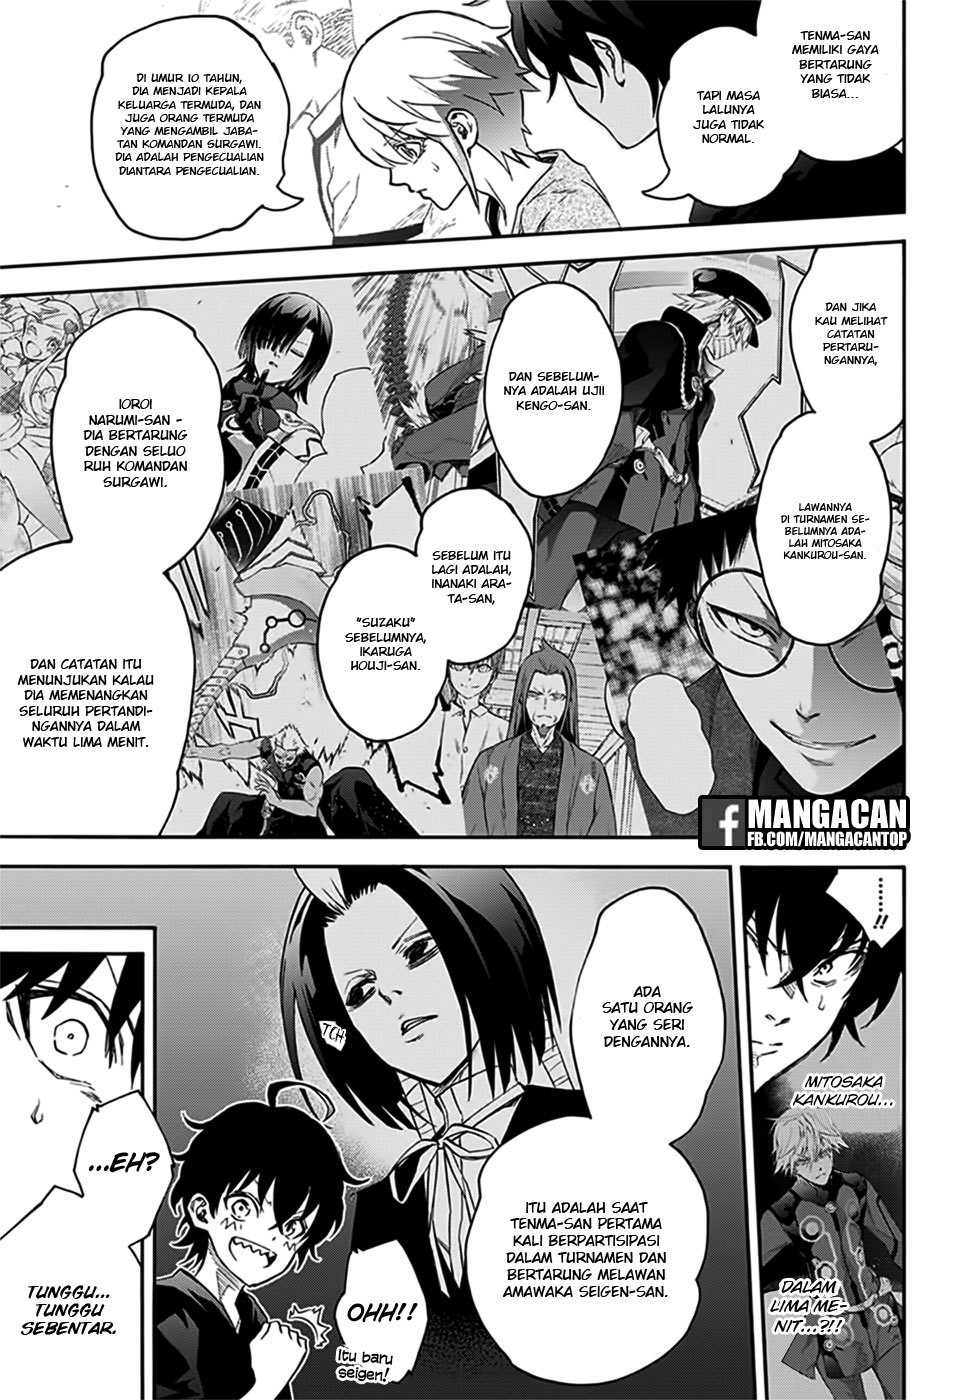 TENMA-SAN
MEMILIKI GAYA
BERTARUNG
YANG TIDAK
BIASA...
TAPI MASA
LALUNYA
JUGA TIDAK
NORMAL.
DI UMUR 10 TAHUN,
DIA MENJADI KEPALA
KELUARGA TERMUDA, DAN
JUGA ORANG TERMUDA
YANG MENGAMBIL JABA-
TAN KOMANDAN SURGAWI.
DIA ADALAH PENGECUALIAN
DIANTARA PENGECUALIAN.
DAN JIKA
KAU MELIHAT
CATATAN
PERTARU-
NGANNYA,
LAWANNYA
DI TURNAMEN SE-
BELUMNYA ADA-
LAH MITOSAKA
KANKUROU-SAN.
DAN SEBELUM-
NYA ADALAH UJII
KENGO-SAN.
SEBELUM ITU
LAGI ADALAH,
INANAKI ARA-
TA-SAN,
"SUZAKU"
SEBELUMNYA,
IKARUGA
HOUJI-SAN.
IOROI
NARUMI-SAN -
DIA BERTARUNG
DENGAN SELUO
RUH KOMANDAN
SURGAWI.
DAN CATATAN ITU
MENUNJUKAN KALAU
DIA MEMENANGKAN
SELURUH PERTANDI-
NGANNYA DALAM
WAKTU LIMA MENIT.
MANGACAN
FB.COM/MANGACANTOP
......!!
MITOSAKA
KANKUROU...
DALAM
LIMA ME-
NIT...?!!
ADA
SATU ORANG
YANG SERI
DENGANNYA.
TCH
ITU ADALAH SAAT
TENMA-SAN PERTAMA
KALI BERPARTISIPASI
DALAM TURNAMEN DAN
BERTARUNG MELAWAN
AMAWAKA SEIGEN-SAN.
OHH!!
Itu baru
seigen!
...EH?
TUNGGU...
TUNGGU
SEBENTAR.